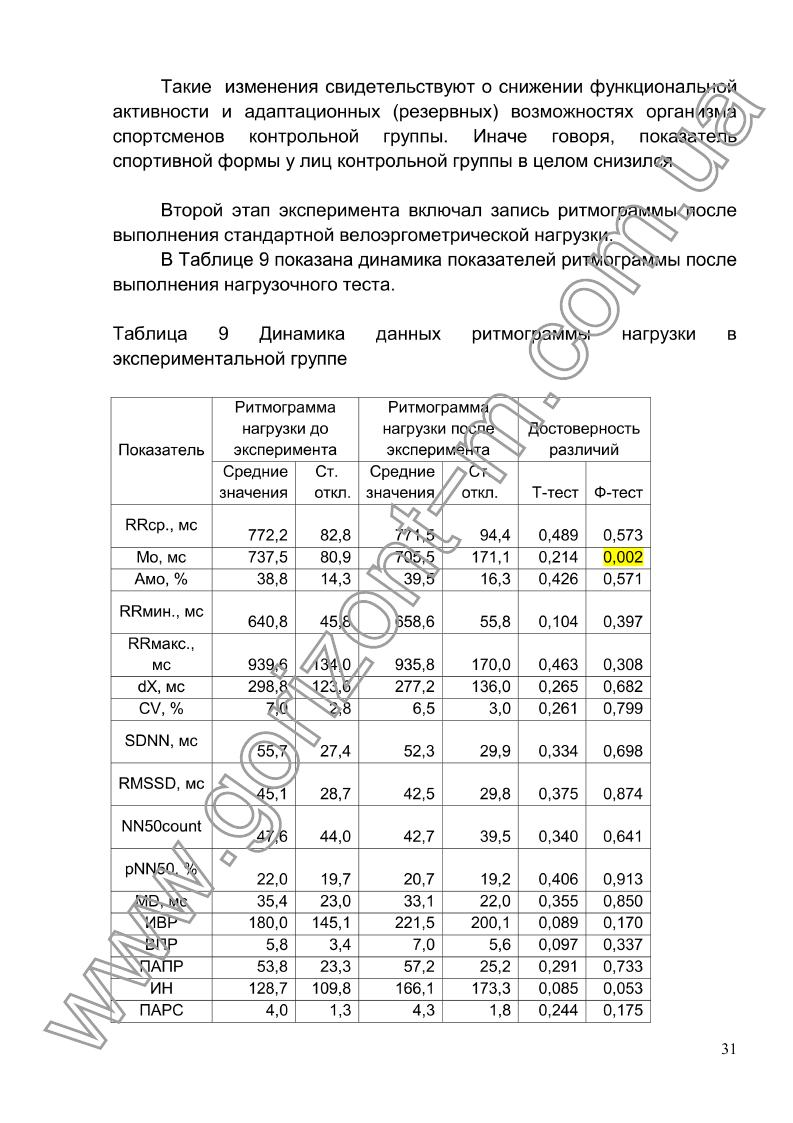 Такие изменения свидетельствуют о снижении функциональной
активности и адаптационных (резервных) возможностях организма
спортсменов контрольной группы. Иначе говоря, показатель
спортивной формы у лиц контрольной группы в целом снизился.
Второй этап эксперимента включал запись ритмограммы после
выполнения стандартной велоэргометрической нагрузки.
В Таблице 9 показана динамика показателей ритмограммы после
выполнения нагрузочного теста.
Таблица 9 Динамика данных ритмограммы нагрузки в
экспериментальной группе
Показатель
Ритмограмма
нагрузки до
эксперимента
Ритмограмма
нагрузки после
эксперимента
Достоверность
различий
Средние
значения
Ст.
откл.
Средние
значения
Ст.
откл.
Т-тест
Ф-тест
RRср., мс 772,2 82,8 771,5 94,4 0,489 0,573
Мо, мс 737,5 80,9 705,5 171,1 0,214 0,002
Амо, % 38,8 14,3 39,5 16,3 0,426 0,571
RRмин., мс 640,8 45,8 658,6 55,8 0,104 0,397
RRмакс.,
мс 939,6 134,0 935,8 170,0 0,463 0,308
dX, мс 298,8 123,6 277,2 136,0 0,265 0,682
CV, % 7,0 2,8 6,5 3,0 0,261 0,799
SDNN, мс 55,7 27,4 52,3 29,9 0,334 0,698
RMSSD, мс 45,1 28,7 42,5 29,8 0,375 0,874
NN50count 47,6 44,0 42,7 39,5 0,340 0,641
pNN50, % 22,0 19,7 20,7 19,2 0,406 0,913
MD, мс 35,4 23,0 33,1 22,0 0,355 0,850
ИВР 180,0 145,1 221,5 200,1 0,089 0,170
ВПР 5,8 3,4 7,0 5,6 0,097 0,337
ПАПР 53,8 23,3 57,2 25,2 0,291 0,733
ИН 128,7 109,8 166,1 173,3 0,085 0,053
ПАРС 4,0 1,3 4,3 1,8 0,244 0,175
31
www.gorizont-m.com.ua